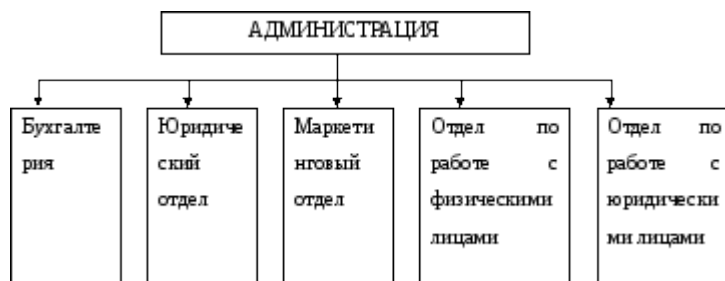 АДМИНИСТРАЦИЯ
Бухгалте
рия
Юридиче
ский
отдел
Маркети
нговый
отдел
Отдел по
работе с
физическими
лицами
Отдел по
работе с
юридически
ми лицами